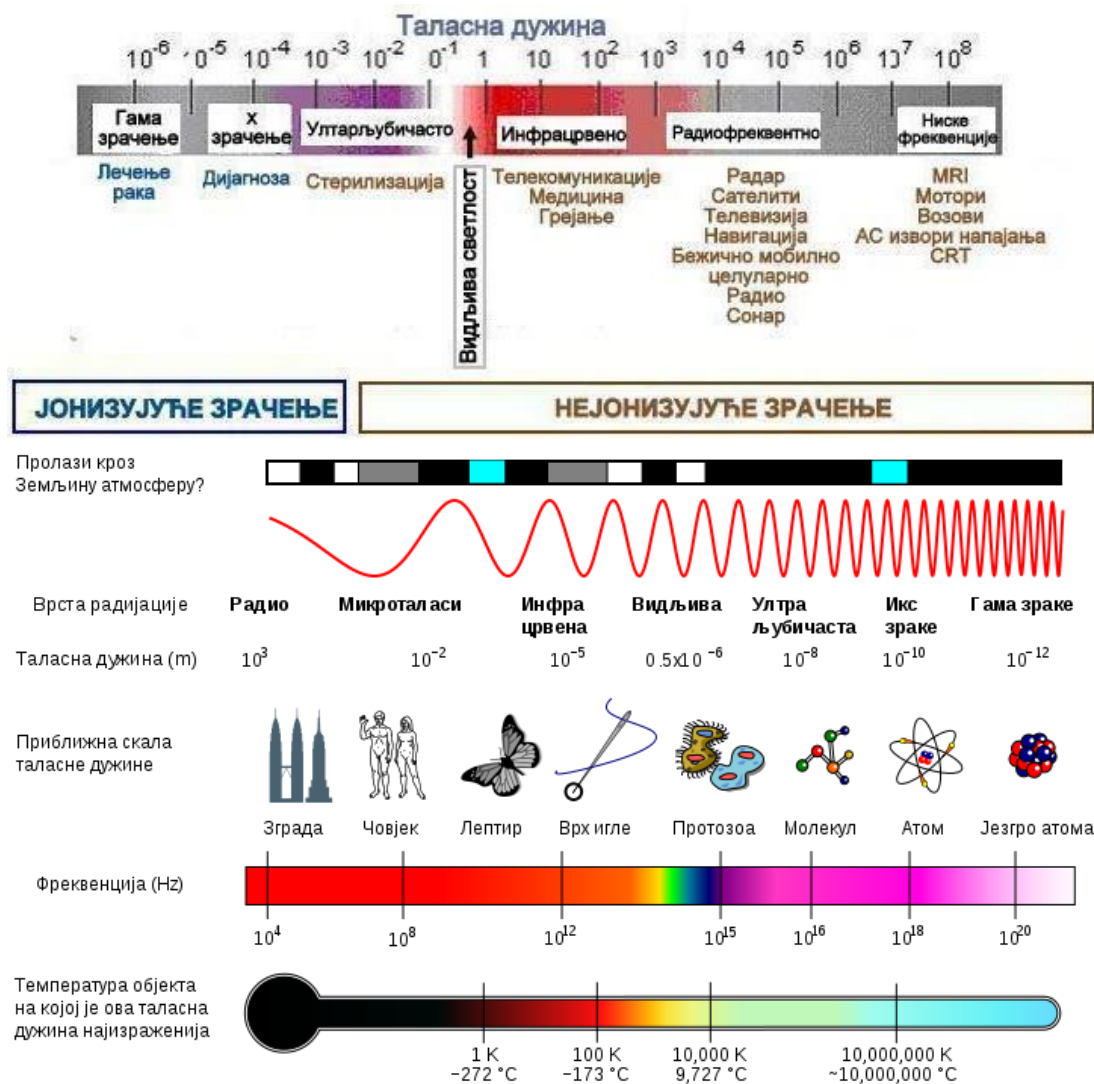 Таласна дужина
10⁻⁶ 10⁻⁵ 10⁻⁴ 10⁻³ 10⁻² 10⁻¹ 1 10 10² 10³ 10⁴ 10⁵ 10⁶ 10⁷ 10⁸
Гама
зрачење
X
зрачење
Ултарљубичасто
Инфрацрвено
Радиофреквентно
Ниске
фреквенције
Лечење
рака
Дијагноза
Стерилизација
Видљива светлост
Телекомуникације
Медицина
Грејање
Радар
Сателити
Телевизија
Навигација
Бежично мобилно
целуларно
Радио
Сонар
MRI
Мотори
Возови
АС извори напајања
CRT
ЈОНИЗУЈУЋЕ ЗРАЧЕЊЕ
НЕЈОНИЗУЈУЋЕ ЗРАЧЕЊЕ
Пролази кроз
Земљину атмосферу?
Врста радијације
Радио
Микроталаси
Инфра
црвена
Видљива
Ултра
љубичаста
Икс
зраке
Гама зраке
Таласна дужина (m)
10³ 10⁻² 10⁻⁵ 0.5x10⁻⁶ 10⁻⁸ 10⁻¹⁰ 10⁻¹²
Приближна скала
таласне дужине
Зграда Човјек Лептир Врх игле Протозоа Молекул Атом Језгро атома
Фреквенција (Hz)
10⁴ 10⁸ 10¹² 10¹⁵ 10¹⁶ 10¹⁸ 10²⁰
Температура објекта
на којој је ова таласна
дужина најизраженија
1 K
−272 °C
100 K
−173 °C
10,000 K
9,727 °C
10,000,000 K
~10,000,000 °C